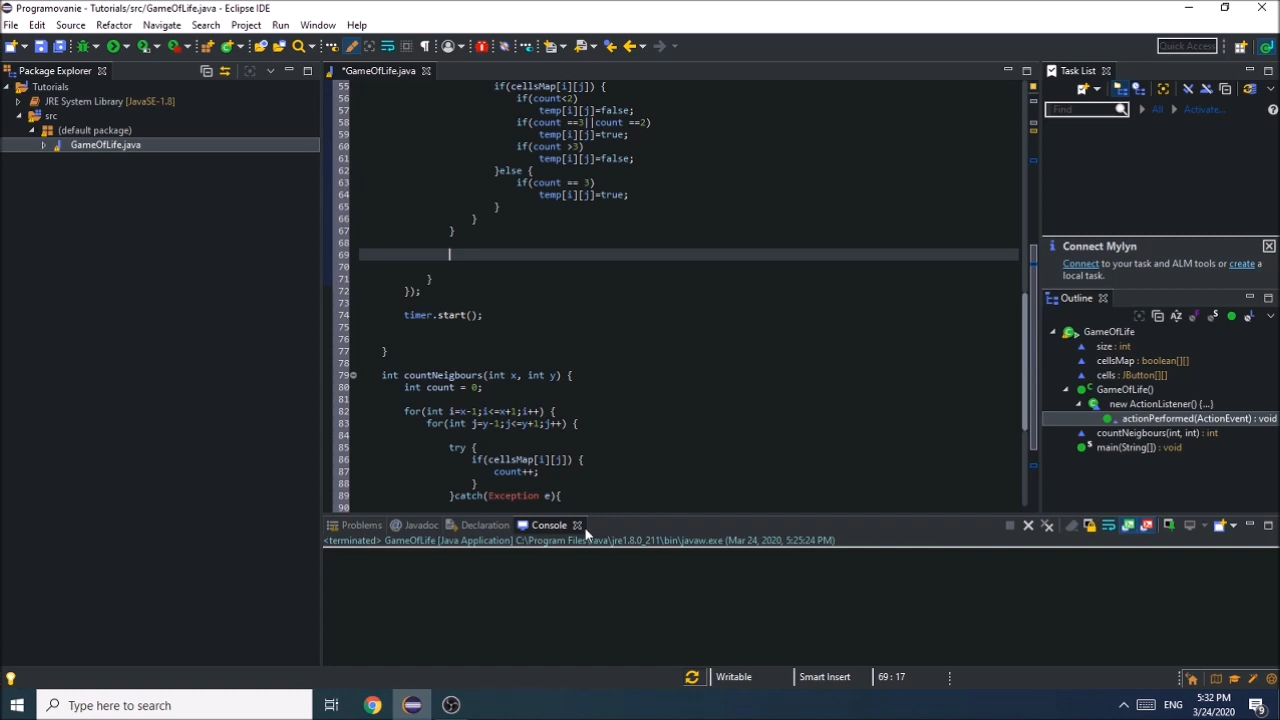 Programovanie - Tutorials/src/GameOfLife.java - Eclipse IDE
File Edit Source Refactor Navigate Search Project Run Window Help
Quick Access
Package Explorer
*GameOfLife.java
Task List
Tutorials
JRE System Library [JavaSE-1.8]
src
(default package)
GameOfLife.java
Find
All
Activate...
55 if(cellsMap[i][j]) {
56 if(count<2)
57 temp[i][j]=false;
58 if(count ==3||count ==2)
59 temp[i][j]=true;
60 if(count >3)
61 temp[i][j]=false;
62 }else {
63 if(count == 3)
64 temp[i][j]=true;
65 }
66 }
67 }
68
69
70
71 }
72 });
73
74 timer.start();
75
76
77 }
78
79 int countNeigbours(int x, int y) {
80 int count = 0;
81
82 for(int i=x-1;i<=x+1;i++) {
83 for(int j=y-1;j<=y+1;j++) {
84
85 try {
86 if(cellsMap[i][j]) {
87 count++;
88 }
89 }catch(Exception e){
90
Connect Mylyn
Connect to your task and ALM tools or create a
local task.
Outline
GameOfLife
size : int
cellsMap : boolean[][]
cells : JButton[][]
GameOfLife()
new ActionListener() {...}
actionPerformed(ActionEvent) : void
countNeigbours(int, int) : int
main(String[]) : void
Problems
Javadoc
Declaration
Console
<terminated> GameOfLife [Java Application] C:\Program Files\Java\jre1.8.0_211\bin\javaw.exe (Mar 24, 2020, 5:25:24 PM)
Writable
Smart Insert
69 : 17
Type here to search
ENG
5:32 PM
3/24/2020